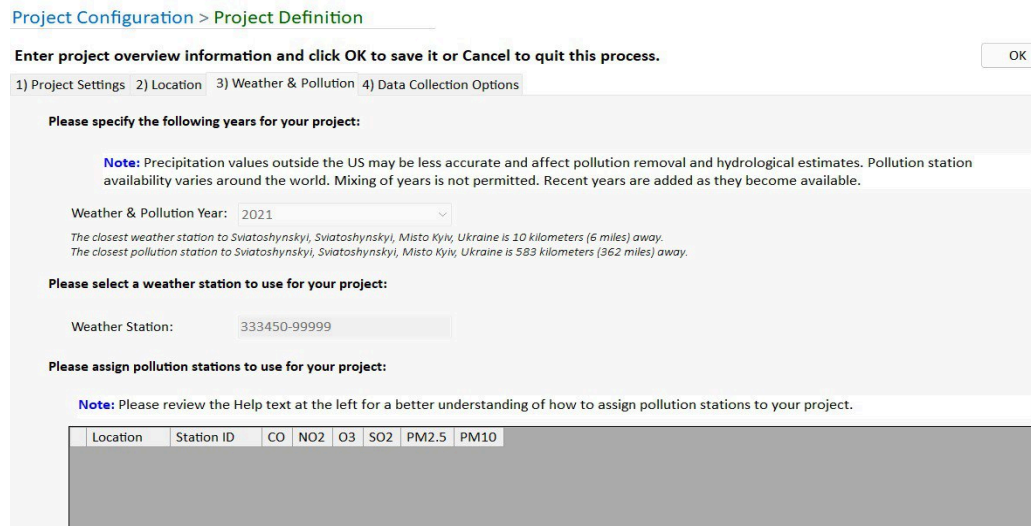 Project Configuration > Project Definition
Enter project overview information and click OK to save it or Cancel to quit this process.
OK
1) Project Settings 2) Location 3) Weather & Pollution 4) Data Collection Options
Please specify the following years for your project:
Note: Precipitation values outside the US may be less accurate and affect pollution removal and hydrological estimates. Pollution station
availability varies around the world. Mixing of years is not permitted. Recent years are added as they become available.
Weather & Pollution Year: 2021
The closest weather station to Sviatoshynskyi, Sviatoshynskyi, Misto Kyiv, Ukraine is 10 kilometers (6 miles) away.
The closest pollution station to Sviatoshynskyi, Sviatoshynskyi, Misto Kyiv, Ukraine is 583 kilometers (362 miles) away.
Please select a weather station to use for your project:
Weather Station: 333450-99999
Please assign pollution stations to use for your project:
Note: Please review the Help text at the left for a better understanding of how to assign pollution stations to your project.
Location Station ID CO NO2 O3 SO2 PM2.5 PM10